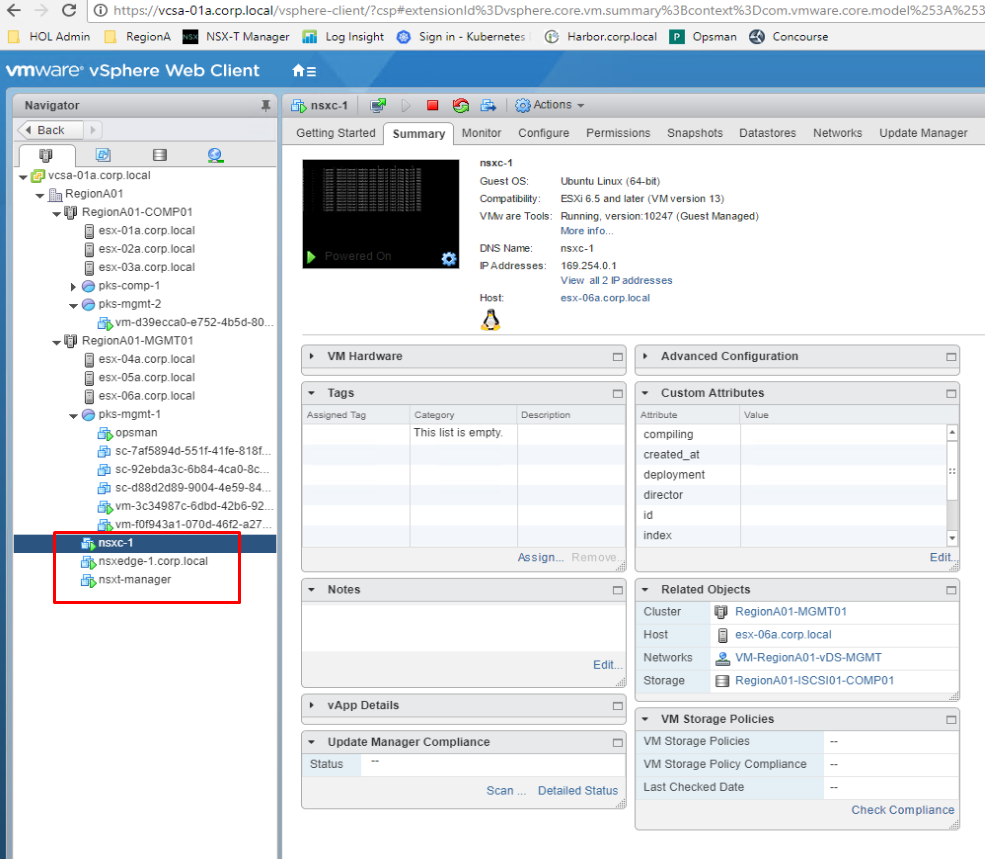 https://vcsa-01a.corp.local/vsphere-client/?csp#extensionId%3Dvsphere.core.vm.summary%3Bcontext%3Dcom.vmware.core.model%253A%253
HOL Admin RegionA NSX-T Manager Log Insight Sign in - Kubernetes Harbor.corp.local Opsman Concourse
vmware® vSphere Web Client
Navigator
Back
vcsa-01a.corp.local
RegionA01
RegionA01-COMP01
esx-01a.corp.local
esx-02a.corp.local
esx-03a.corp.local
pks-comp-1
pks-mgmt-2
vm-d39ecca0-e752-4b5d-80...
RegionA01-MGMT01
esx-04a.corp.local
esx-05a.corp.local
esx-06a.corp.local
pks-mgmt-1
opsman
sc-7af5894d-551f-41fe-818f...
sc-92ebda3c-6b84-4ca0-8c...
sc-d88d2d89-9004-4e59-84...
vm-3c34987c-6dbd-42b6-92...
vm-f0f943a1-070d-46f2-a27...
nsxc-1
nsxedge-1.corp.local
nsxt-manager
nsxc-1 Actions
Getting Started Summary Monitor Configure Permissions Snapshots Datastores Networks Update Manager
Powered On
nsxc-1
Guest OS: Ubuntu Linux (64-bit)
Compatibility: ESXi 6.5 and later (VM version 13)
VMware Tools: Running, version:10247 (Guest Managed)
More info...
DNS Name: nsxc-1
IP Addresses: 169.254.0.1
View all 2 IP addresses
Host: esx-06a.corp.local
VM Hardware
Tags
Assigned Tag Category Description
This list is empty.
Assign... Remove...
Notes
Edit...
vApp Details
Update Manager Compliance
Status --
Scan ... Detailed Status
Advanced Configuration
Custom Attributes
Attribute Value
compiling
created_at
deployment
director
id
index
Edit...
Related Objects
Cluster RegionA01-MGMT01
Host esx-06a.corp.local
Networks VM-RegionA01-vDS-MGMT
Storage RegionA01-ISCSI01-COMP01
VM Storage Policies
VM Storage Policies --
VM Storage Policy Compliance --
Last Checked Date --
Check Compliance